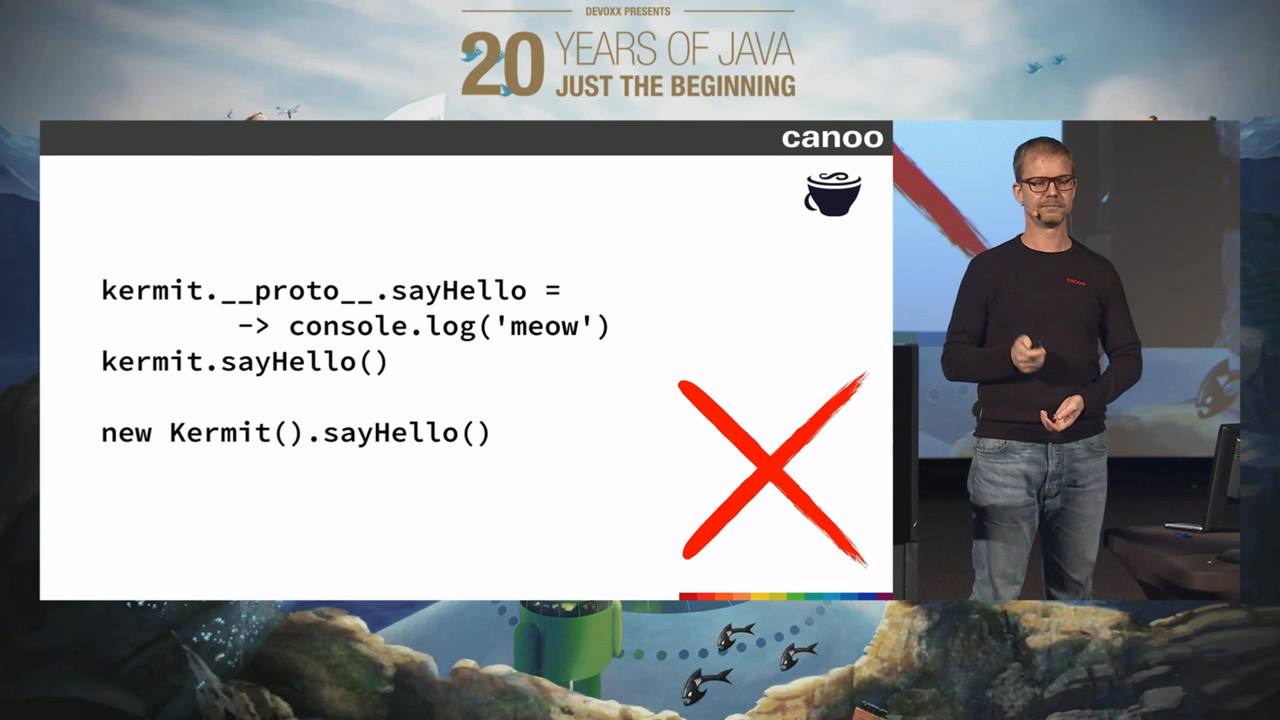 DEVOXX PRESENTS
20 YEARS OF JAVA
JUST THE BEGINNING
canoo
kermit.__proto__.sayHello =
-> console.log('meow')
kermit.sayHello()
new Kermit().sayHello()
canoo